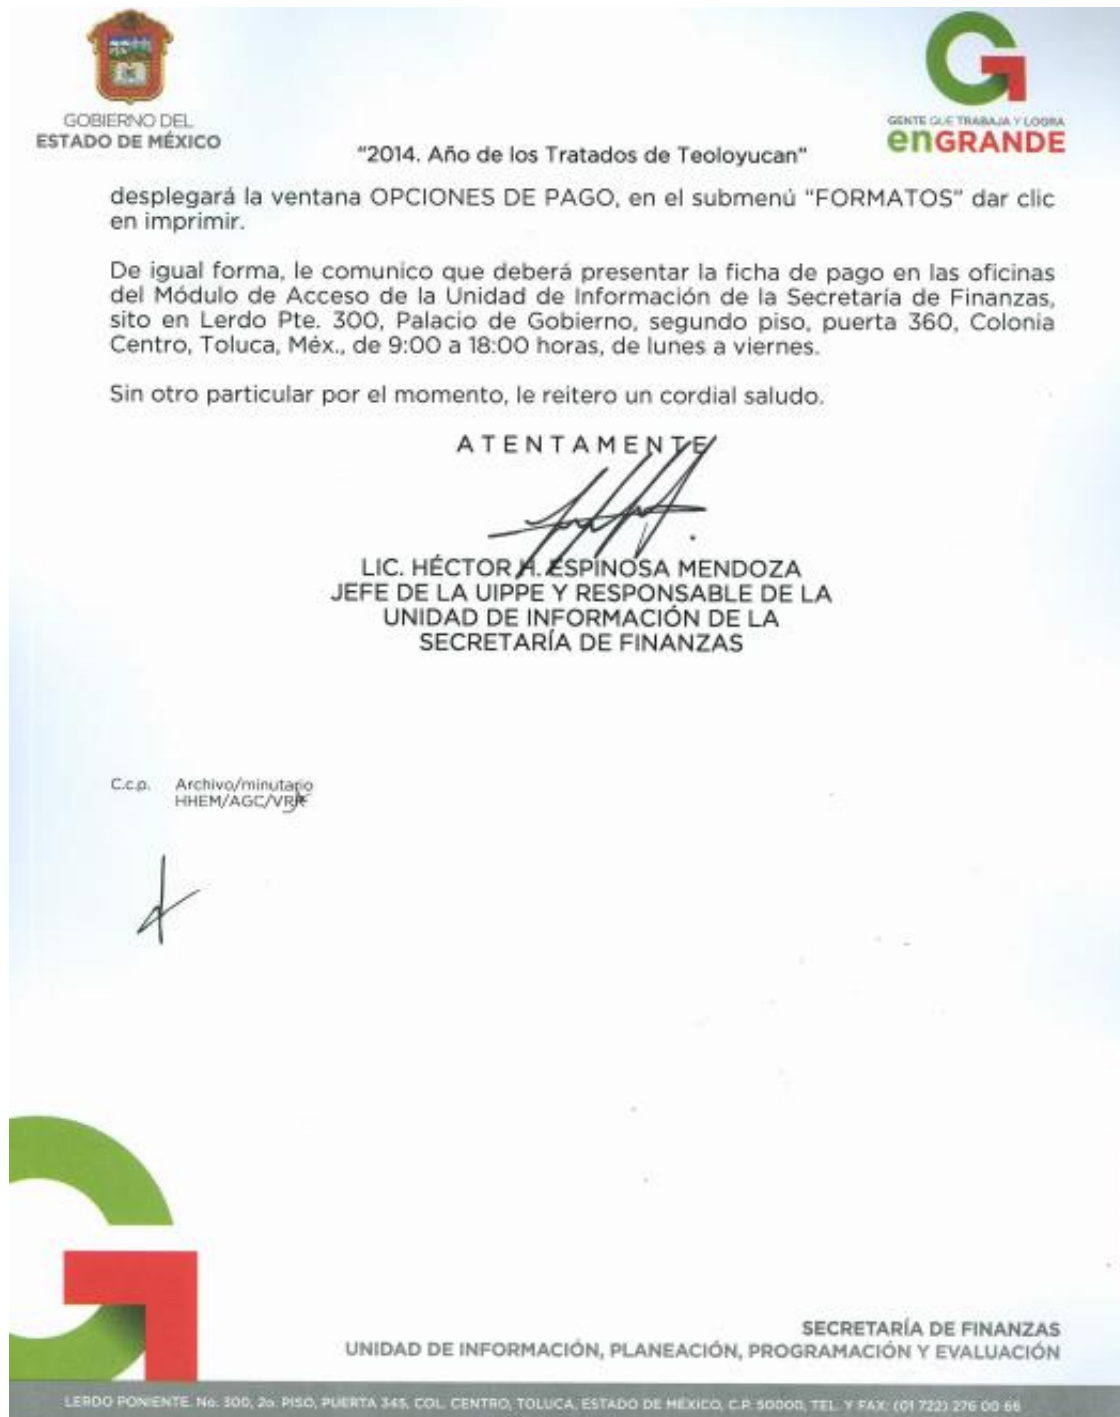 GOBIERNO DEL
ESTADO DE MÉXICO
GENTE QUE TRABAJA Y LOGRA
enGRANDE
"2014. Año de los Tratados de Teoloyucan"
desplegará la ventana OPCIONES DE PAGO, en el submenú "FORMATOS" dar clic
en imprimir.
De igual forma, le comunico que deberá presentar la ficha de pago en las oficinas
del Módulo de Acceso de la Unidad de Información de la Secretaría de Finanzas,
sito en Lerdo Pte. 300, Palacio de Gobierno, segundo piso, puerta 360, Colonia
Centro, Toluca, Méx., de 9:00 a 18:00 horas, de lunes a viernes.
Sin otro particular por el momento, le reitero un cordial saludo.
A T E N T A M E N T E
LIC. HÉCTOR H. ESPINOSA MENDOZA
JEFE DE LA UIPPE Y RESPONSABLE DE LA
UNIDAD DE INFORMACIÓN DE LA
SECRETARÍA DE FINANZAS
C.c.p. Archivo/minutario
HHEM/AGC/
SECRETARÍA DE FINANZAS
UNIDAD DE INFORMACIÓN, PLANEACIÓN, PROGRAMACIÓN Y EVALUACIÓN
LERDO PONIENTE. No. 300, 2o. PISO, PUERTA 345, COL. CENTRO, TOLUCA, ESTADO DE MÉXICO, C.P. 50000, TEL. Y FAX: (01 722) 276 00 66